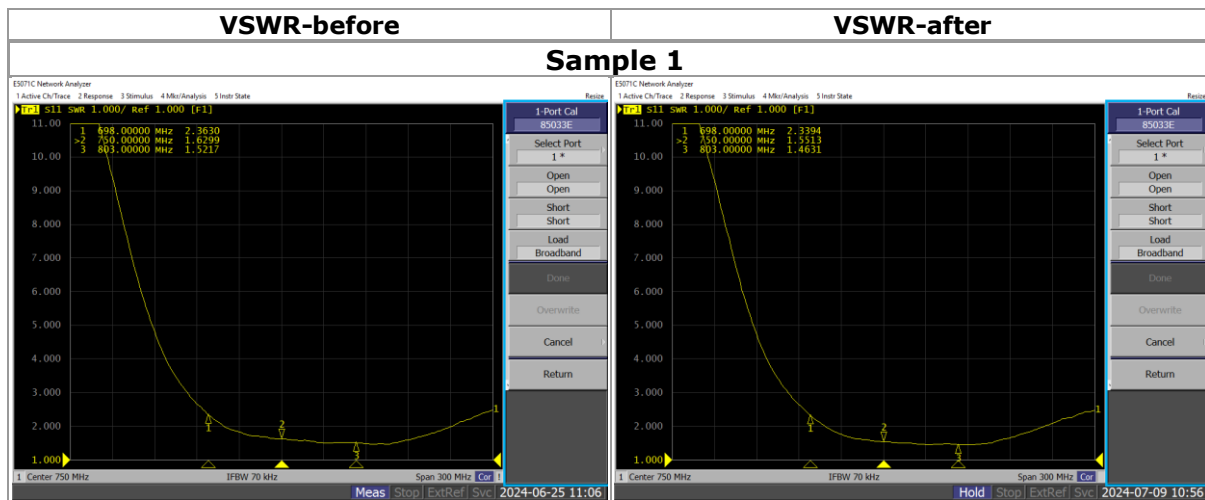 VSWR-before VSWR-after
Sample 1
E5071C Network Analyzer
1 Active Ch/Trace 2 Response 3 Stimulus 4 Mkr/Analysis 5 Instr State Resize
Tr1 S11 SWR 1.000/ Ref 1.000 [F1]
11.00
10.00
9.000
8.000
7.000
6.000
5.000
4.000
3.000
2.000
1.000
1 698.00000 MHz 2.3630
>2 750.00000 MHz 1.6299
3 803.00000 MHz 1.5217
1
2
3
1
1-Port Cal
85033E
Select Port
1 *
Open
Open
Short
Short
Load
Broadband
Done
Overwrite
Cancel
Return
1 Center 750 MHz IFBW 70 kHz Span 300 MHz Cor !
Meas Stop ExtRef Svc 2024-06-25 11:06
E5071C Network Analyzer
1 Active Ch/Trace 2 Response 3 Stimulus 4 Mkr/Analysis 5 Instr State Resize
Tr1 S11 SWR 1.000/ Ref 1.000 [F1]
11.00
10.00
9.000
8.000
7.000
6.000
5.000
4.000
3.000
2.000
1.000
1 698.00000 MHz 2.3394
>2 750.00000 MHz 1.5513
3 803.00000 MHz 1.4631
1
2
3
1
1-Port Cal
85033E
Select Port
1 *
Open
Open
Short
Short
Load
Broadband
Done
Overwrite
Cancel
Return
1 Center 750 MHz IFBW 70 kHz Span 300 MHz Cor
Hold Stop ExtRef Svc 2024-07-09 10:56